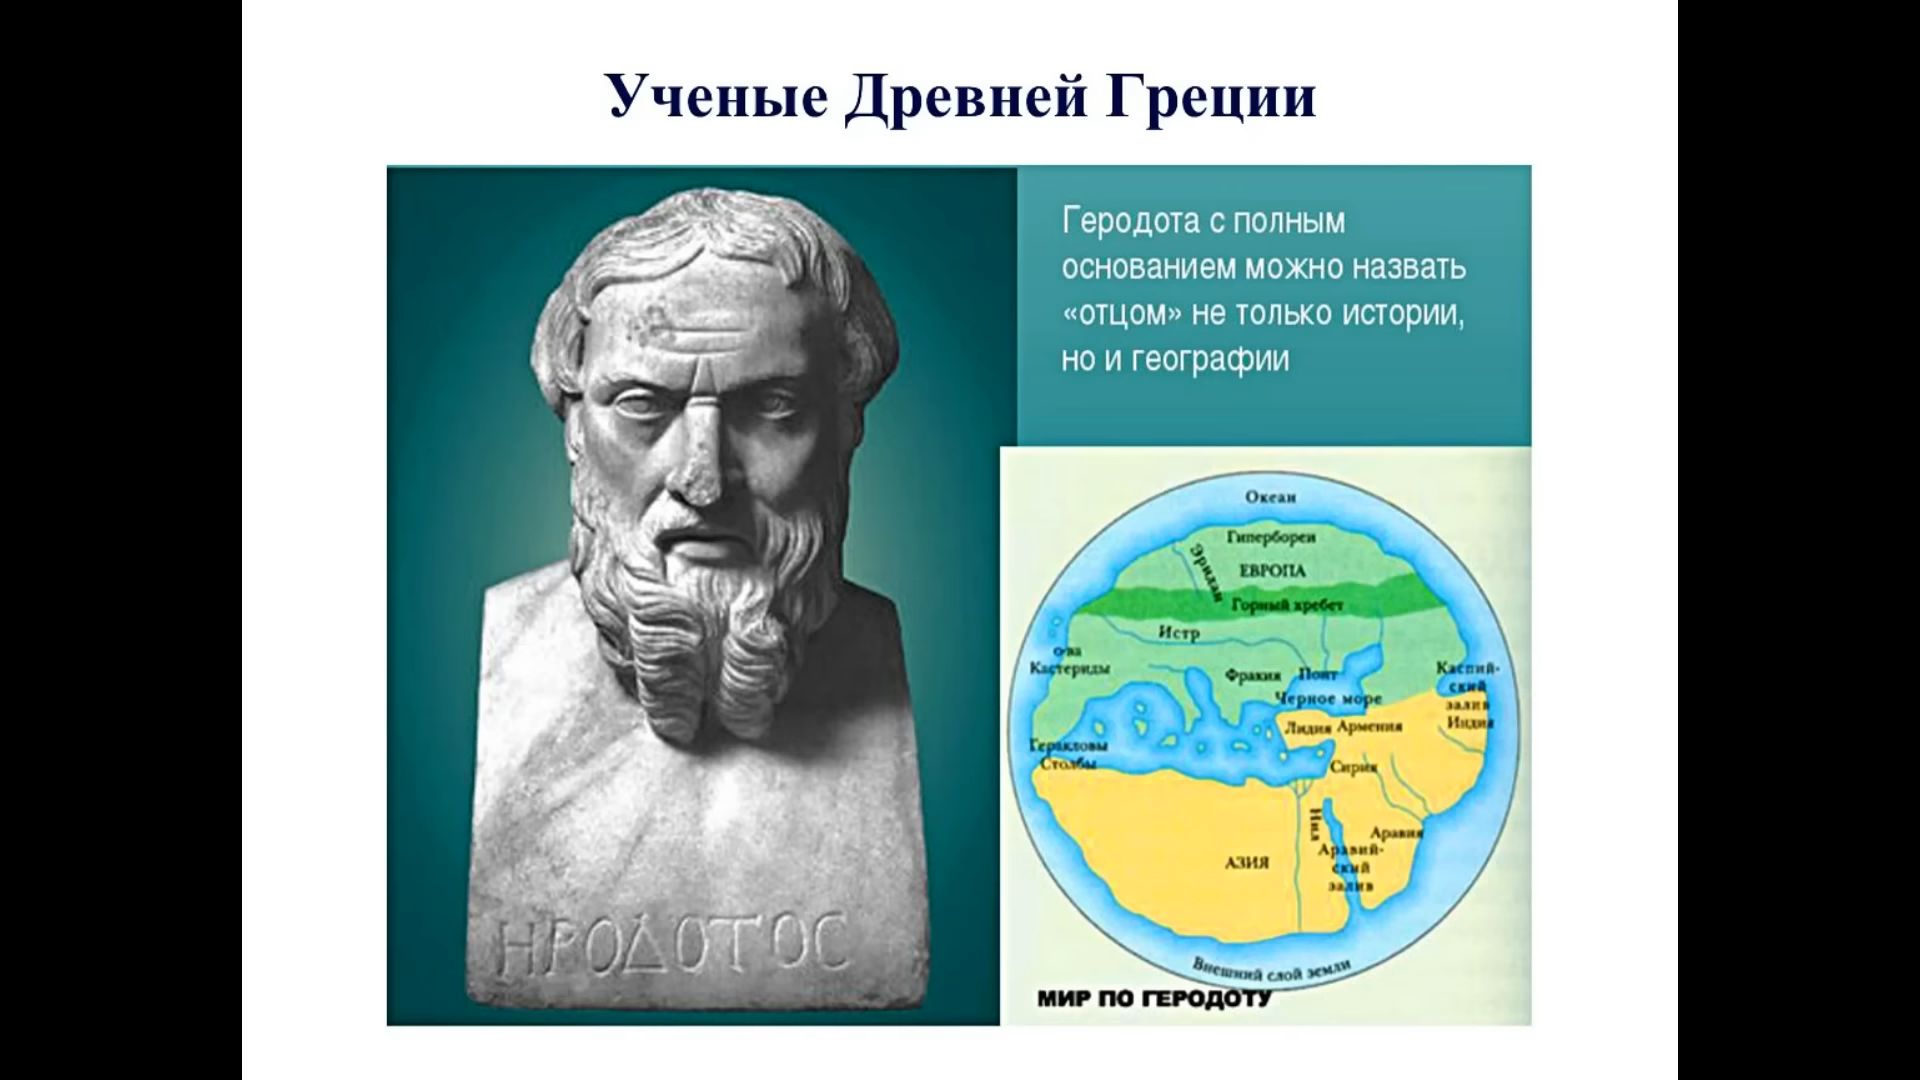 Ученые Древней Греции
Геродота с полным
основанием можно назвать
«отцом» не только истории,
но и географии
ΗΡΟΔΟΤΟC
Океан
Гипербореи
Эридан
ЕВРОПА
Горный хребет
Истр
о-ва
Кастериды
Фракия
Понт
Черное море
Каспий-
ский
залив
Индия
Лидия
Армения
Геракловы
Столбы
Сирия
Нил
Аравия
Аравий-
ский
залив
АЗИЯ
Внешний слой земли
МИР ПО ГЕРОДОТУ